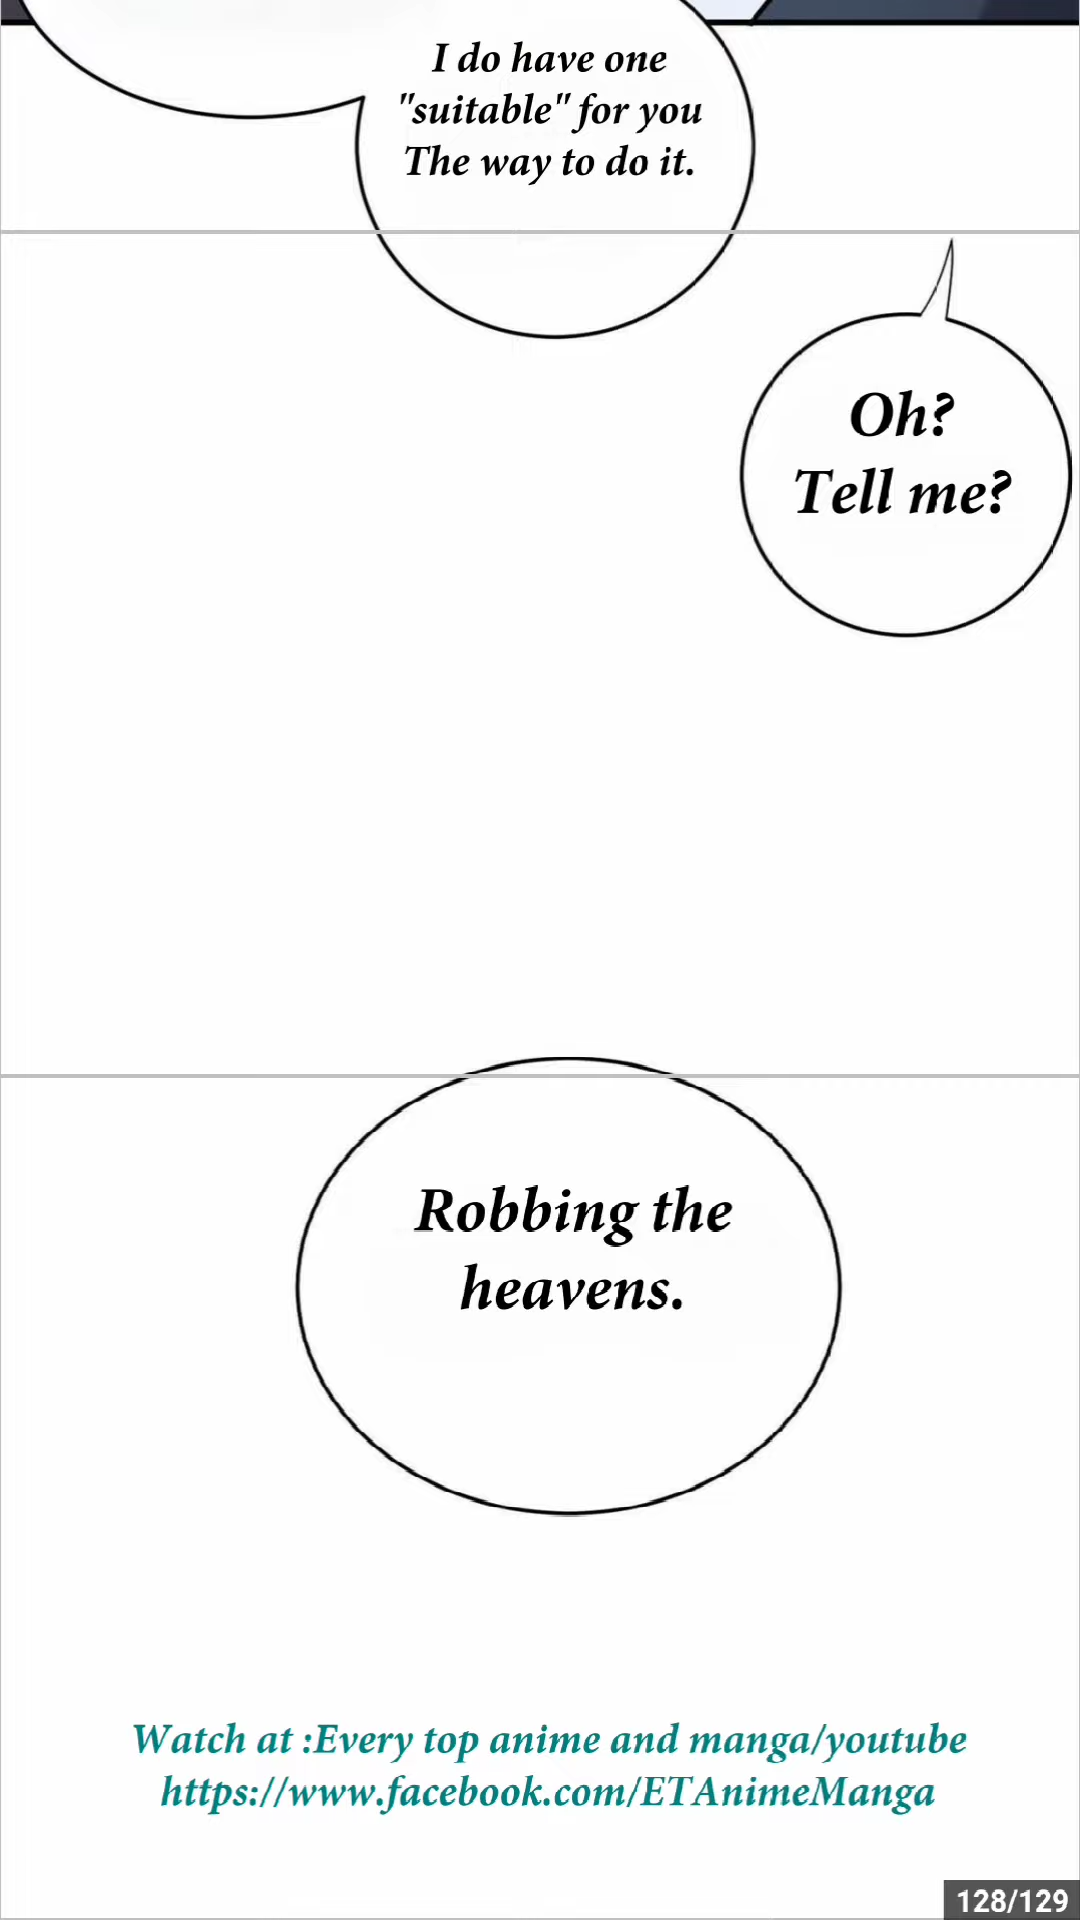 I do have one
"suitable" for you
The way to do it.
Oh?
Tell me?
Robbing the
heavens.
Watch at :Every top anime and manga/youtube
https://www.facebook.com/ETAnimeManga
128/129